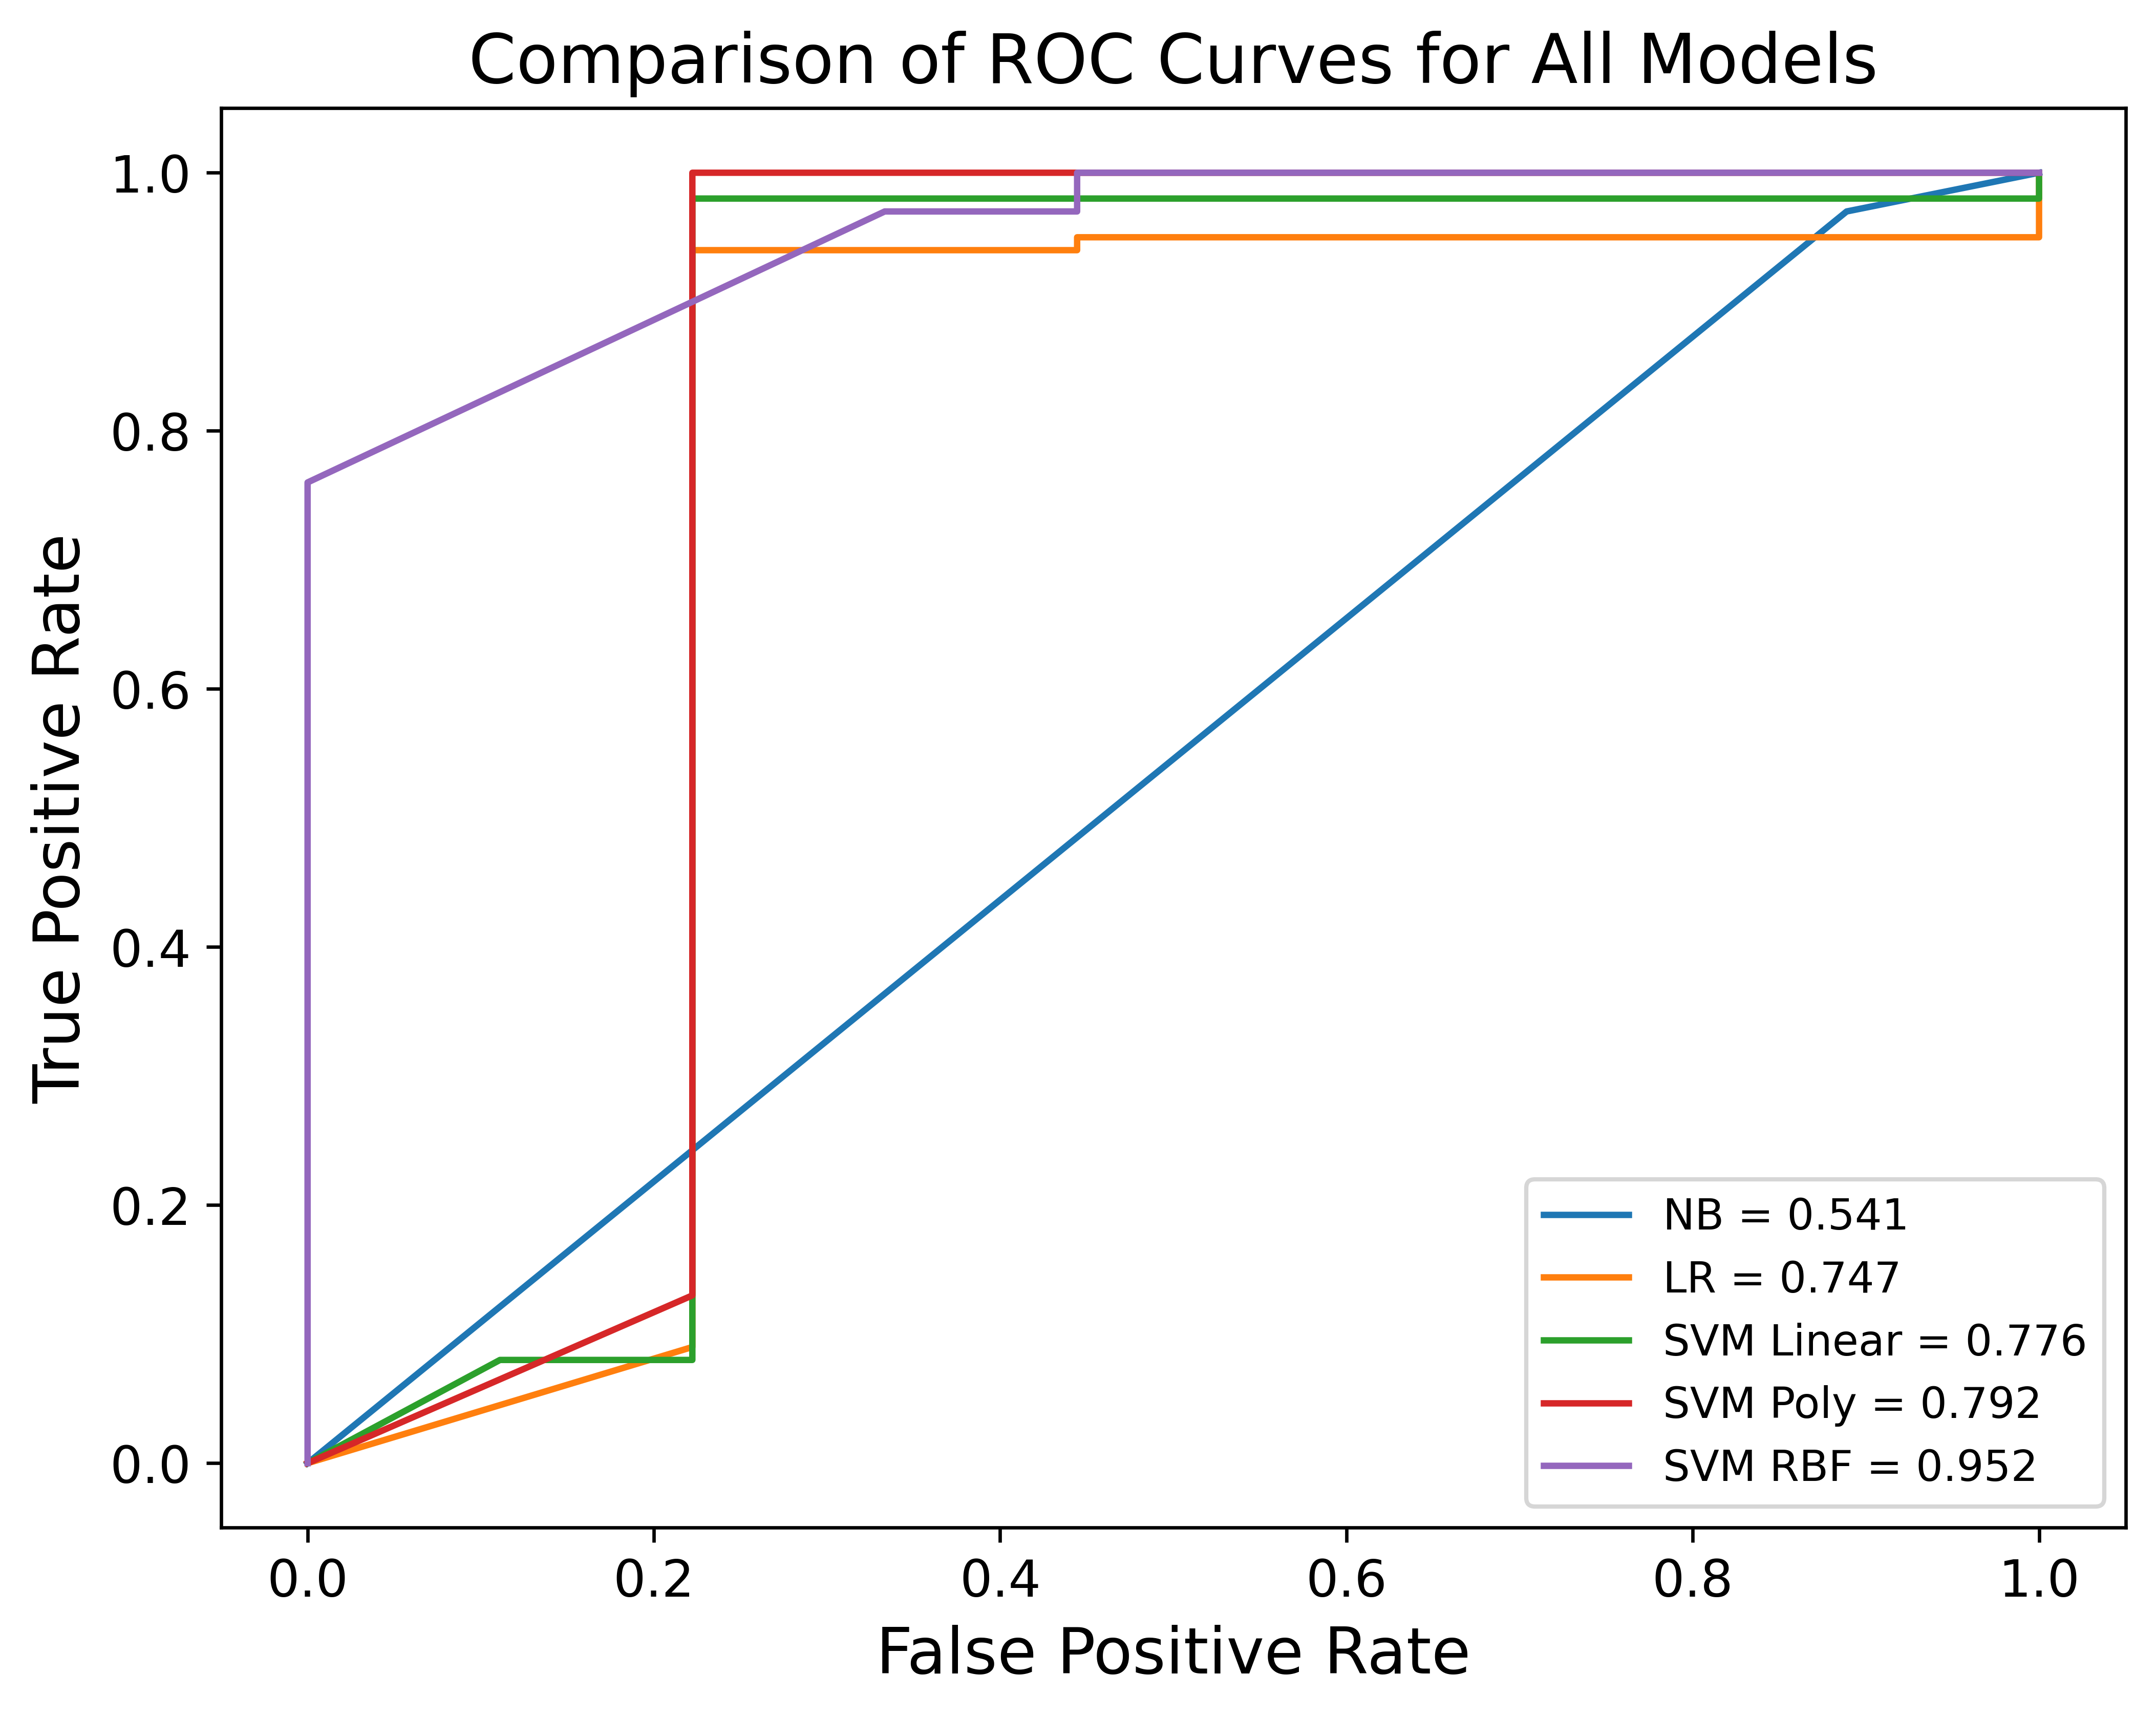 Comparison of ROC Curves for All Models
True Positive Rate
1.0
0.8
0.6
0.4
0.2
0.0
NB = 0.541
LR = 0.747
SVM Linear = 0.776
SVM Poly = 0.792
SVM RBF = 0.952
0.0 0.2 0.4 0.6 0.8 1.0
False Positive Rate